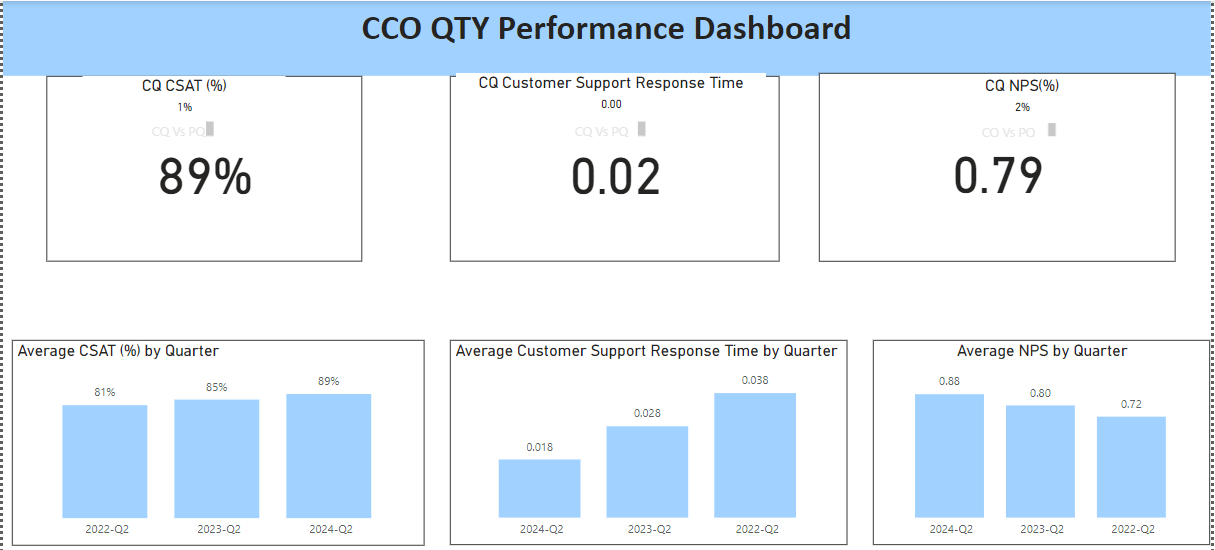 CCO QTY Performance Dashboard
CQ CSAT (%)
1%
CQ Vs PQ
89%
CQ Customer Support Response Time
0.00
CQ Vs PQ
0.02
CQ NPS(%)
2%
CQ Vs PQ
0.79
Average CSAT (%) by Quarter
81%
85%
89%
2022-Q2
2023-Q2
2024-Q2
Average Customer Support Response Time by Quarter
0.018
0.028
0.038
2024-Q2
2023-Q2
2022-Q2
Average NPS by Quarter
0.88
0.80
0.72
2024-Q2
2023-Q2
2022-Q2